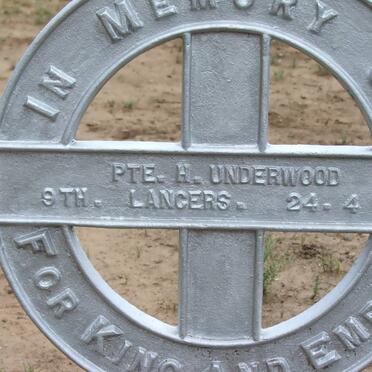 IN MEMORY
PTE. H. UNDERWOOD
9TH. LANCERS. 24. 4
FOR KING AND EMP